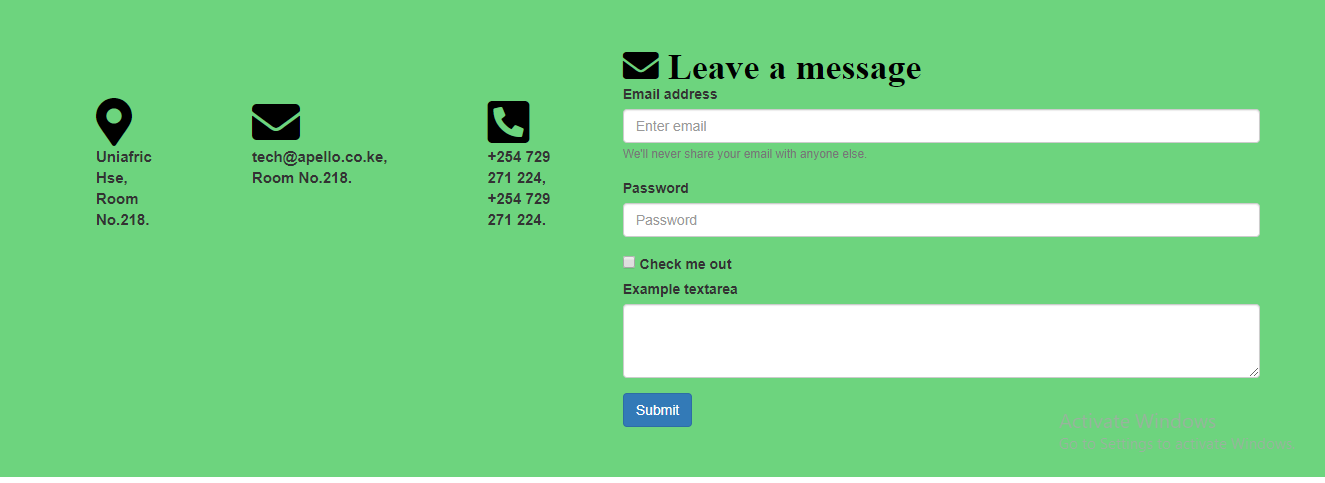 Uniafric
Hse,
Room
No.218.
tech@apello.co.ke,
Room No.218.
+254 729
271 224,
+254 729
271 224.
Leave a message
Email address
Enter email
We'll never share your email with anyone else.
Password
Password
Check me out
Example textarea
Submit
Activate Windows
Go to Settings to activate Windows.